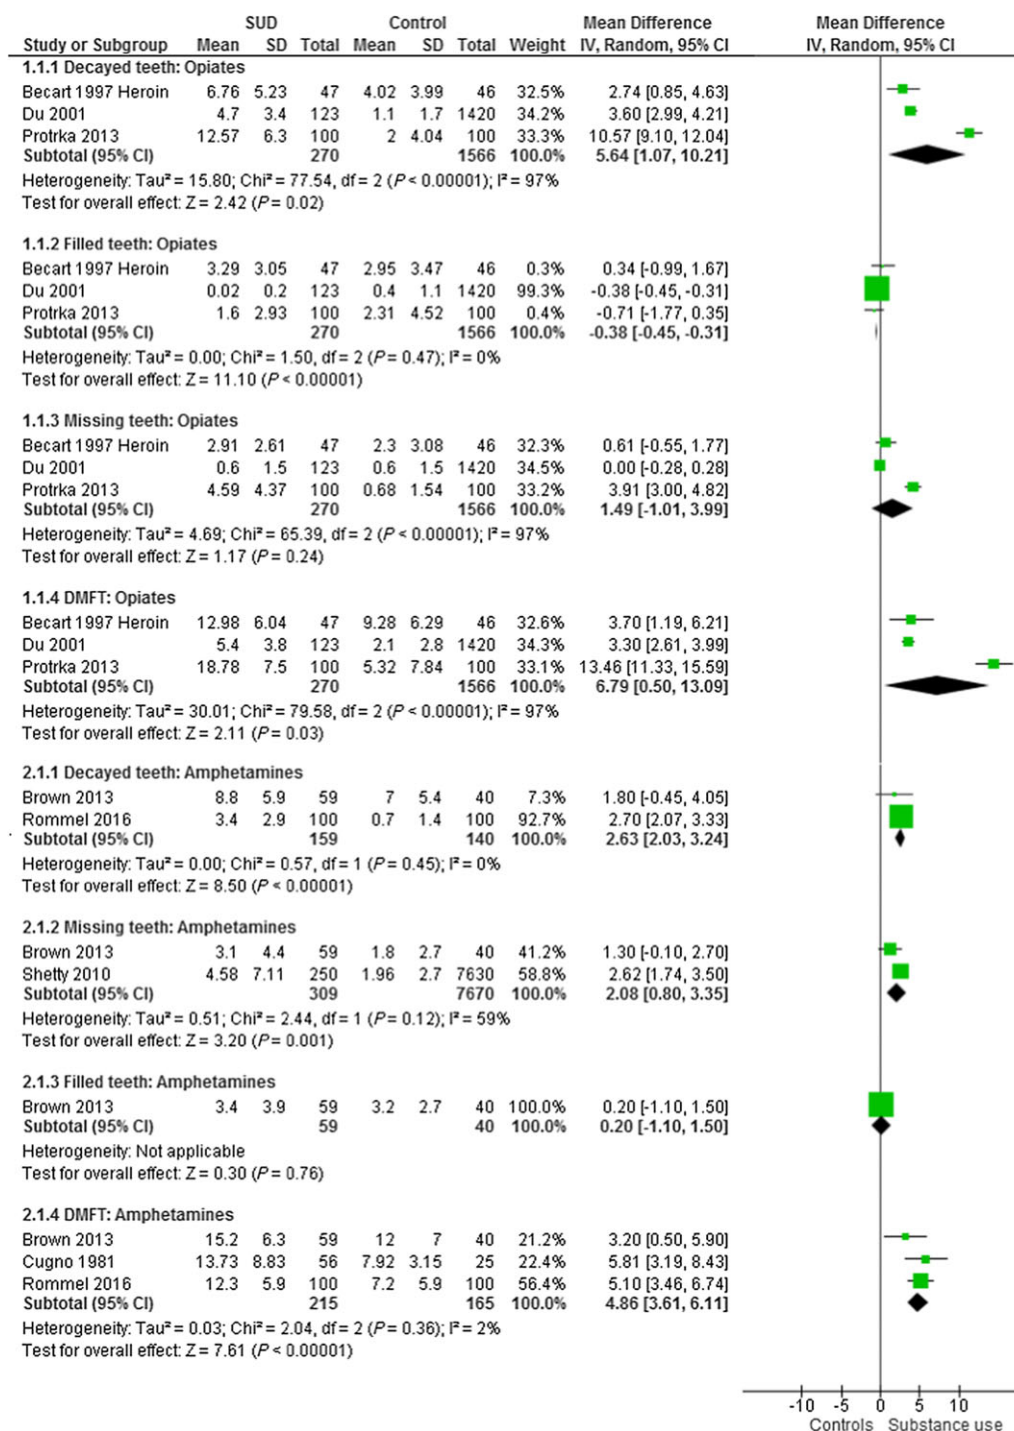 SUD Control Mean Difference Mean Difference
Study or Subgroup Mean SD Total Mean SD Total Weight IV, Random, 95% CI IV, Random, 95% CI
1.1.1 Decayed teeth: Opiates
Becart 1997 Heroin 6.76 5.23 47 4.02 3.99 46 32.5% 2.74 [0.85, 4.63]
Du 2001 4.7 3.4 123 1.1 1.7 1420 34.2% 3.60 [2.99, 4.21]
Protrka 2013 12.57 6.3 100 2 4.04 100 33.3% 10.57 [9.10, 12.04]
Subtotal (95% CI) 270 1566 100.0% 5.64 [1.07, 10.21]
Heterogeneity: Tau² = 15.80; Chi² = 77.54, df = 2 (P < 0.00001); I² = 97%
Test for overall effect: Z = 2.42 (P = 0.02)
1.1.2 Filled teeth: Opiates
Becart 1997 Heroin 3.29 3.05 47 2.95 3.47 46 0.3% 0.34 [-0.99, 1.67]
Du 2001 0.02 0.2 123 0.4 1.1 1420 99.3% -0.38 [-0.45, -0.31]
Protrka 2013 1.6 2.93 100 2.31 4.52 100 0.4% -0.71 [-1.77, 0.35]
Subtotal (95% CI) 270 1566 100.0% -0.38 [-0.45, -0.31]
Heterogeneity: Tau² = 0.00; Chi² = 1.50, df = 2 (P = 0.47); I² = 0%
Test for overall effect: Z = 11.10 (P < 0.00001)
1.1.3 Missing teeth: Opiates
Becart 1997 Heroin 2.91 2.61 47 2.3 3.08 46 32.3% 0.61 [-0.55, 1.77]
Du 2001 0.6 1.5 123 0.6 1.5 1420 34.5% 0.00 [-0.28, 0.28]
Protrka 2013 4.59 4.37 100 0.68 1.54 100 33.2% 3.91 [3.00, 4.82]
Subtotal (95% CI) 270 1566 100.0% 1.49 [-1.01, 3.99]
Heterogeneity: Tau² = 4.69; Chi² = 65.39, df = 2 (P < 0.00001); I² = 97%
Test for overall effect: Z = 1.17 (P = 0.24)
1.1.4 DMFT: Opiates
Becart 1997 Heroin 12.98 6.04 47 9.28 6.29 46 32.6% 3.70 [1.19, 6.21]
Du 2001 5.4 3.8 123 2.1 2.8 1420 34.3% 3.30 [2.61, 3.99]
Protrka 2013 18.78 7.5 100 5.32 7.84 100 33.1% 13.46 [11.33, 15.59]
Subtotal (95% CI) 270 1566 100.0% 6.79 [0.50, 13.09]
Heterogeneity: Tau² = 30.01; Chi² = 79.58, df = 2 (P < 0.00001); I² = 97%
Test for overall effect: Z = 2.11 (P = 0.03)
2.1.1 Decayed teeth: Amphetamines
Brown 2013 8.8 5.9 59 7 5.4 40 7.3% 1.80 [-0.45, 4.05]
Rommel 2016 3.4 2.9 100 0.7 1.4 100 92.7% 2.70 [2.07, 3.33]
Subtotal (95% CI) 159 140 100.0% 2.63 [2.03, 3.24]
Heterogeneity: Tau² = 0.00; Chi² = 0.57, df = 1 (P = 0.45); I² = 0%
Test for overall effect: Z = 8.50 (P < 0.00001)
2.1.2 Missing teeth: Amphetamines
Brown 2013 3.1 4.4 59 1.8 2.7 40 41.2% 1.30 [-0.10, 2.70]
Shetty 2010 4.58 7.11 250 1.96 2.7 7630 58.8% 2.62 [1.74, 3.50]
Subtotal (95% CI) 309 7670 100.0% 2.08 [0.80, 3.35]
Heterogeneity: Tau² = 0.51; Chi² = 2.44, df = 1 (P = 0.12); I² = 59%
Test for overall effect: Z = 3.20 (P = 0.001)
2.1.3 Filled teeth: Amphetamines
Brown 2013 3.4 3.9 59 3.2 2.7 40 100.0% 0.20 [-1.10, 1.50]
Subtotal (95% CI) 59 40 100.0% 0.20 [-1.10, 1.50]
Heterogeneity: Not applicable
Test for overall effect: Z = 0.30 (P = 0.76)
2.1.4 DMFT: Amphetamines
Brown 2013 15.2 6.3 59 12 7 40 21.2% 3.20 [0.50, 5.90]
Cugno 1981 13.73 8.83 56 7.92 3.15 25 22.4% 5.81 [3.19, 8.43]
Rommel 2016 12.3 5.9 100 7.2 5.9 100 56.4% 5.10 [3.46, 6.74]
Subtotal (95% CI) 215 165 100.0% 4.86 [3.61, 6.11]
Heterogeneity: Tau² = 0.03; Chi² = 2.04, df = 2 (P = 0.36); I² = 2%
Test for overall effect: Z = 7.61 (P < 0.00001)
-10 -5 0 5 10
Controls Substance use